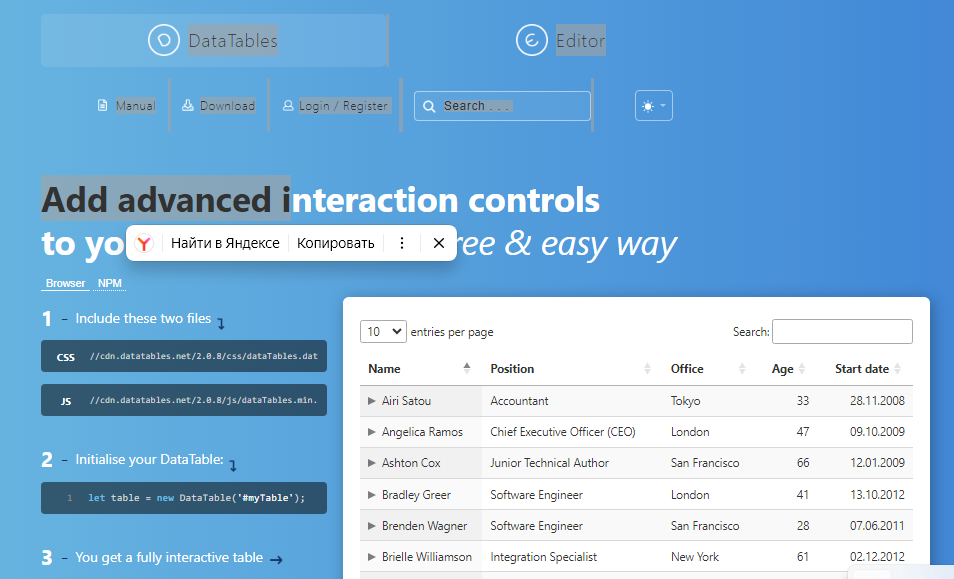 DataTables Editor
Manual Download Login / Register Search . . .
Add advanced interaction controls
to yo ree & easy way
Найти в Яндексе Копировать
Browser NPM
1 - Include these two files
CSS //cdn.datatables.net/2.0.8/css/dataTables.dat
JS //cdn.datatables.net/2.0.8/js/dataTables.min.
2 - Initialise your DataTable:
1 let table = new DataTable('#myTable');
3 - You get a fully interactive table
10 entries per page Search:
Name Position Office Age Start date
Airi Satou Accountant Tokyo 33 28.11.2008
Angelica Ramos Chief Executive Officer (CEO) London 47 09.10.2009
Ashton Cox Junior Technical Author San Francisco 66 12.01.2009
Bradley Greer Software Engineer London 41 13.10.2012
Brenden Wagner Software Engineer San Francisco 28 07.06.2011
Brielle Williamson Integration Specialist New York 61 02.12.2012